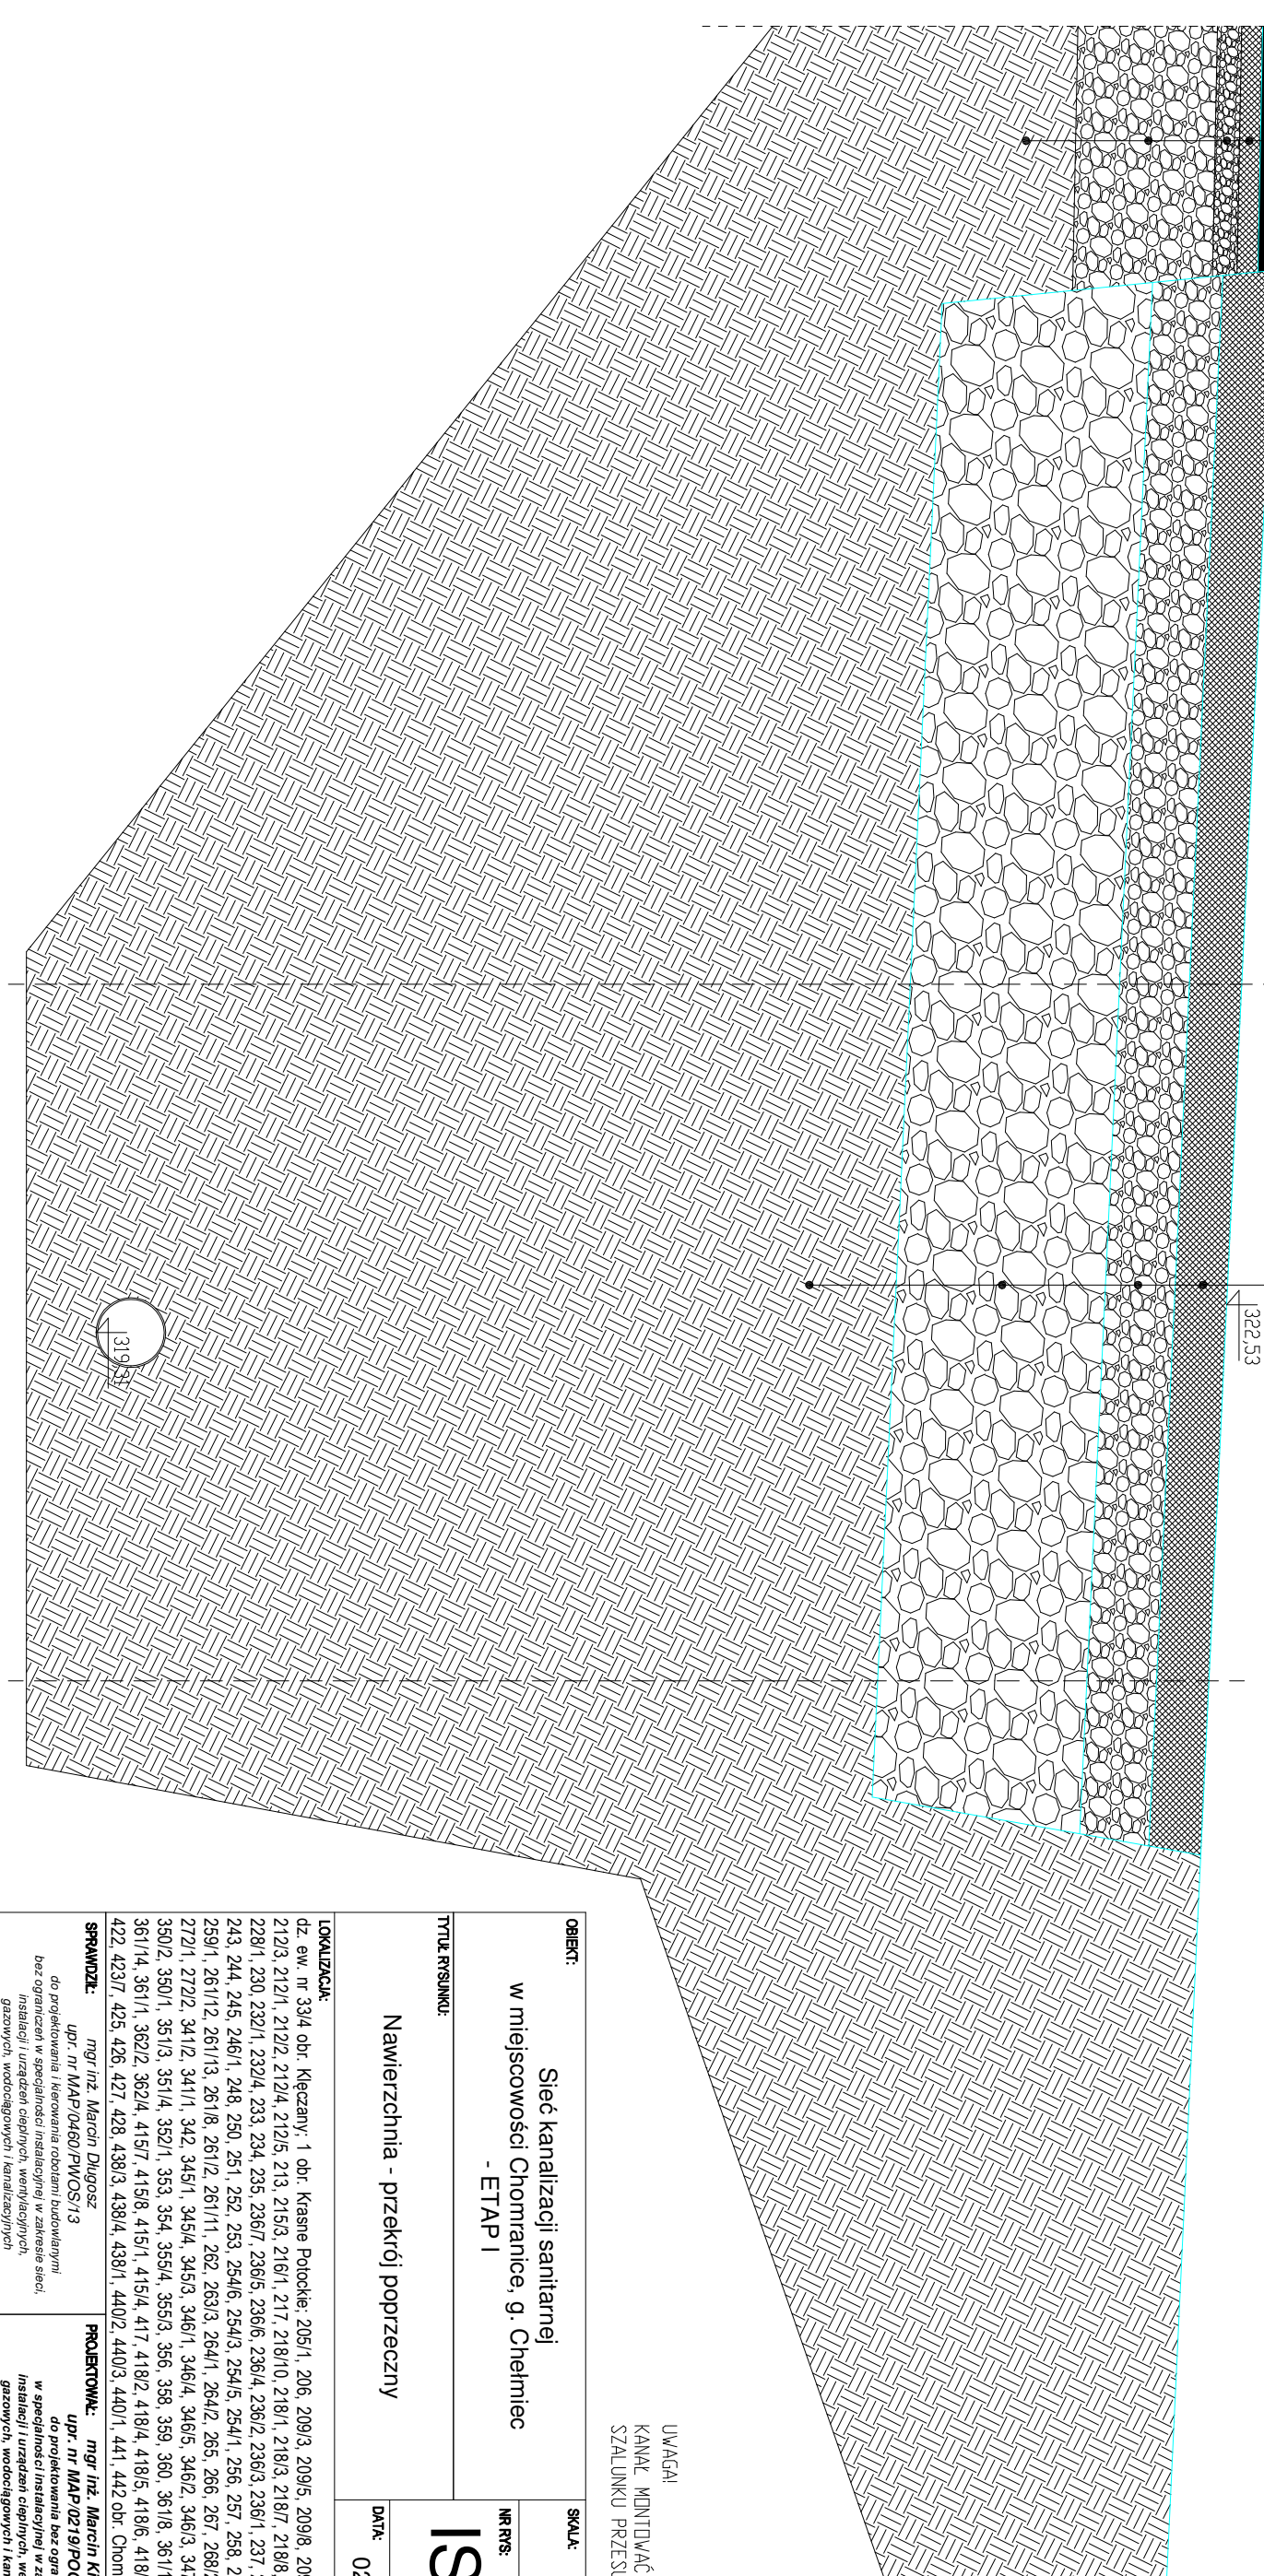 322,53
319,31
UWAGA!
KANAŁ MONTOWAĆ
SZALUNKU
OBIEKT:
Sieć kanalizacji sanitarnej
w miejscowości Chomranice, g. Chełmiec
- ETAP I
SKALA:
TYTUŁ RYSUNKU:
Nawierzchnia - przekrój poprzeczny
NR RYS:
IS
DATA:
02
LOKALIZACJA:
dz. ew. nr 33/4 obr. Klęczany; 1 obr. Krasne Potockie; 205/1, 206, 209/3, 209/5, 209/8,
212/3, 212/1, 212/2, 212/4, 212/5, 213, 215/3, 216/1, 217, 218/10, 218/1, 218/3, 218/7, 218/8,
228/1, 230, 232/1, 232/4, 233, 234, 235, 236/7, 236/5, 236/6, 236/4, 236/2, 236/3, 236/1, 237,
243, 244, 245, 246/1, 248, 250, 251, 252, 253, 254/6, 254/3, 254/5, 254/1, 256, 257, 258,
259/1, 261/12, 261/13, 261/8, 261/2, 261/11, 262, 263/3, 264/1, 264/2, 265, 266, 267,
272/1, 272/2, 341/2, 341/1, 342, 345/1, 345/4, 345/3, 346/1, 346/4, 346/5, 346/2, 346/3,
350/2, 350/1, 351/3, 351/4, 352/1, 353, 354, 355/4, 355/3, 356, 358, 359, 360, 361/8,
361/14, 361/1, 362/2, 362/4, 415/7, 415/8, 415/1, 415/4, 417, 418/2, 418/4, 418/5, 418/6,
422, 423/7, 425, 426, 427, 428, 438/3, 438/4, 438/1, 440/2, 440/3, 440/1, 441, 442 obr. Chom
SPRAWDZIŁ: mgr inż. Marcin Długosz
upr. nr MAP/0460/PWOS/13
do projektowania i kierowania robotami budowlanymi
bez ograniczeń w specjalności instalacyjnej w zakresie sieci,
instalacji i urządzeń cieplnych, wentylacyjnych,
gazowych, wodociągowych i kanalizacyjnych
PROJEKTOWAŁ: mgr inż. Marcin
upr. nr MAP/0219/POO
do projektowania bez ogra
w specjalności instalacyjnej w za
instalacji i urządzeń cieplnych, we
gazowych, wodociągowych i kan